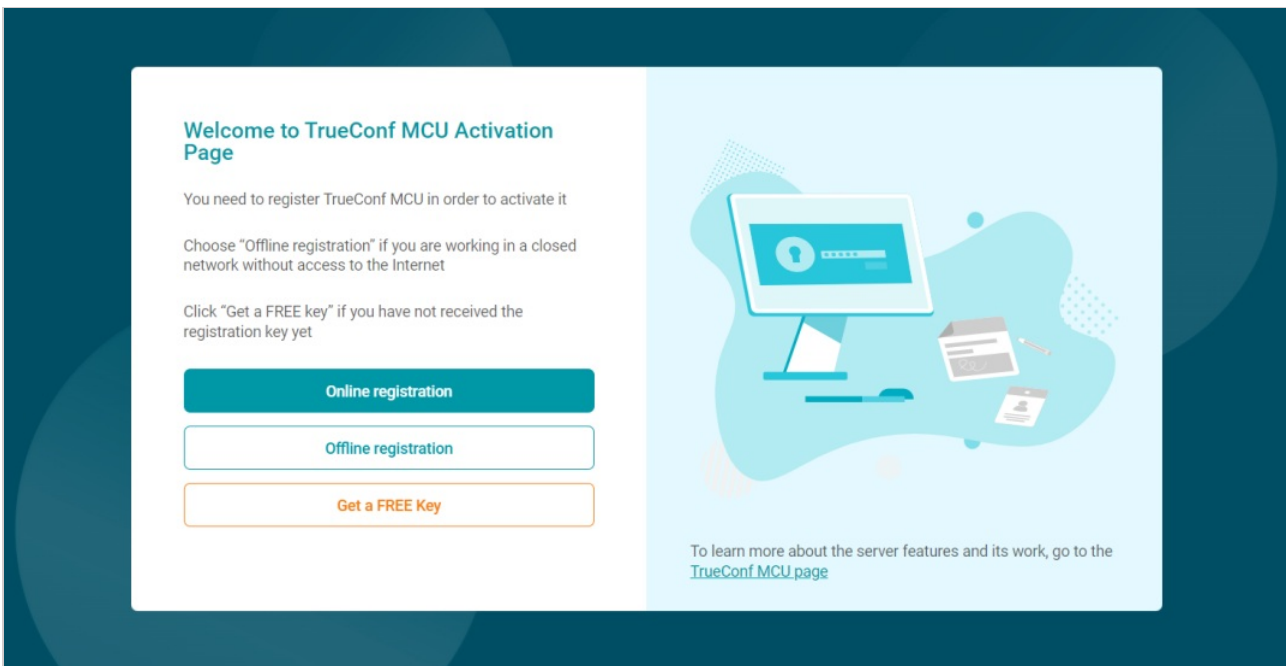 Welcome to TrueConf MCU Activation
Page
You need to register TrueConf MCU in order to activate it
Choose “Offline registration” if you are working in a closed
network without access to the Internet
Click “Get a FREE key” if you have not received the
registration key yet
Online registration
Offline registration
Get a FREE Key
To learn more about the server features and its work, go to the
TrueConf MCU page